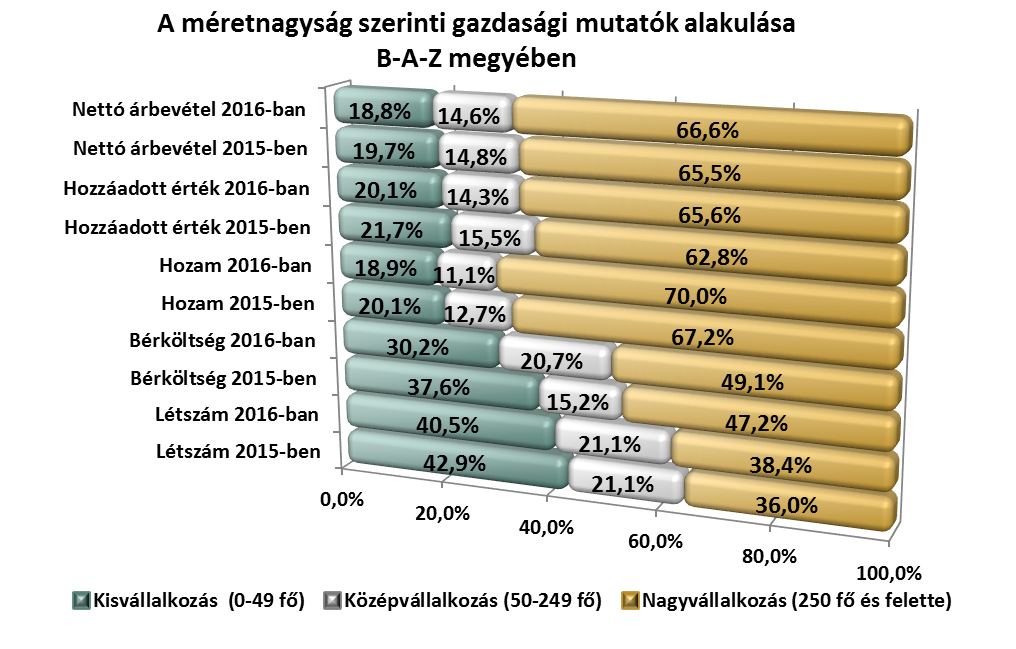 A méretnagyság szerinti gazdasági mutatók alakulása
B-A-Z megyében
Nettó árbevétel 2016-ban 18,8% 14,6% 66,6%
Nettó árbevétel 2015-ben 19,7% 14,8% 65,5%
Hozzáadott érték 2016-ban 20,1% 14,3% 65,6%
Hozzáadott érték 2015-ben 21,7% 15,5% 62,8%
Hozam 2016-ban 18,9% 11,1% 70,0%
Hozam 2015-ben 20,1% 12,7% 67,2%
Bérköltség 2016-ban 30,2% 20,7% 49,1%
Bérköltség 2015-ben 37,6% 15,2% 47,2%
Létszám 2016-ban 40,5% 21,1% 38,4%
Létszám 2015-ben 42,9% 21,1% 36,0%
0,0% 20,0% 40,0% 60,0% 80,0% 100,0%
Kisvállalkozás (0-49 fő) Középvállalkozás (50-249 fő) Nagyvállalkozás (250 fő és felette)